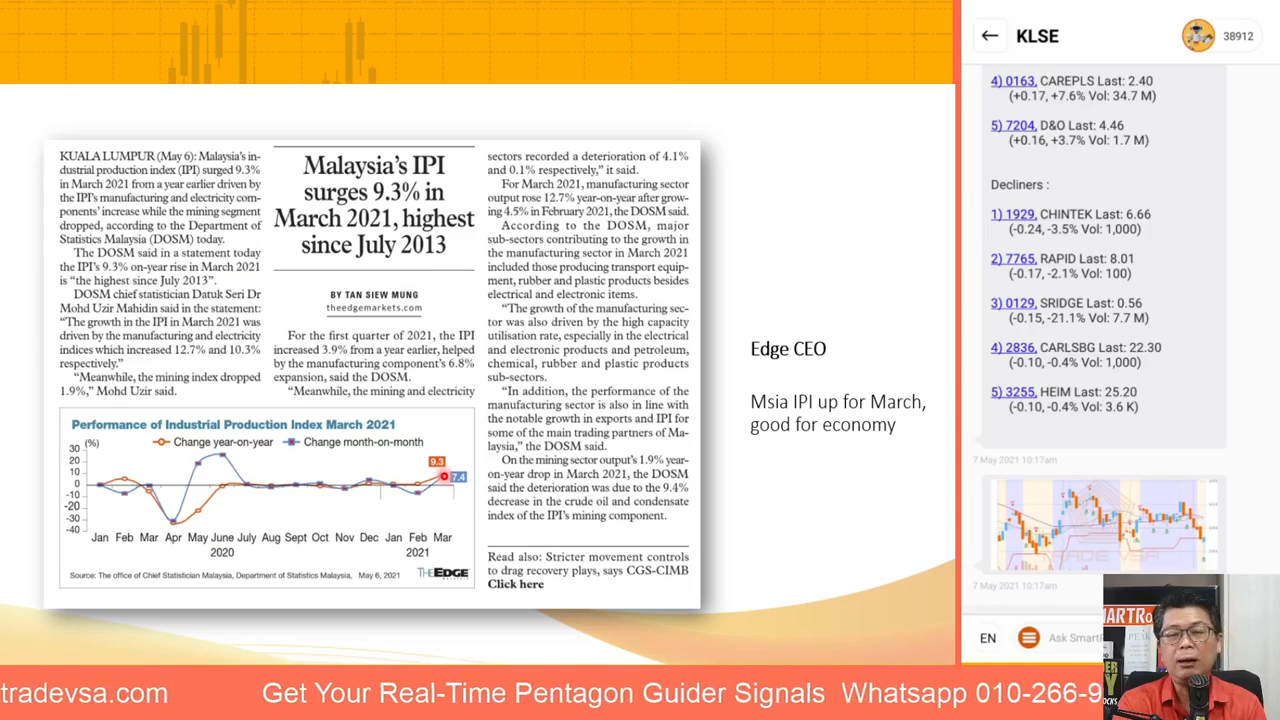 KUALA LUMPUR (May 6): Malaysia's in-
dustrial production index (IPI) surged 9.3%
in March 2021 from a year earlier driven by
the IPI's manufacturing and electricity com-
ponents' increase while the mining segment
dropped, according to the Department of
Statistics Malaysia (DOSM) today.
The DOSM said in a statement today
the IPI's 9.3% on-year rise in March 2021
is “the highest since July 2013”.
DOSM chief statistician Datuk Seri Dr
Mohd Uzir Mahidin said in the statement:
“The growth in the IPI in March 2021 was
driven by the manufacturing and electricity
indices which increased 12.7% and 10.3%
respectively.”
“Meanwhile, the mining index dropped
1.9%,” Mohd Uzir said.
Malaysia's IPI
surges 9.3% in
March 2021, highest
since July 2013
BY TAN SIEW MUNG
theedgemarkets.com
For the first quarter of 2021, the IPI
increased 3.9% from a year earlier, helped
by the manufacturing component's 6.8%
expansion, said the DOSM.
“Meanwhile, the mining and electricity
sectors recorded a deterioration of 4.1%
and 0.1% respectively,” it said.
For March 2021, manufacturing sector
output rose 12.7% year-on-year after grow-
ing 4.5% in February 2021, the DOSM said.
According to the DOSM, major
sub-sectors contributing to the growth in
the manufacturing sector in March 2021
included those producing transport equip-
ment, rubber and plastic products besides
electrical and electronic items.
“The growth of the manufacturing sec-
tor was also driven by the high capacity
utilisation rate, especially in the electrical
and electronic products and petroleum,
chemical, rubber and plastic products
sub-sectors.
“In addition, the performance of the
manufacturing sector is also in line with
the notable growth in exports and IPI for
some of the main trading partners of Ma-
laysia,” the DOSM said.
On the mining sector output's 1.9% year-
on-year drop in March 2021, the DOSM
said the deterioration was due to the 9.4%
decrease in the crude oil and condensate
index of the IPI's mining component.
Read also: Stricter movement controls
to drag recovery plays, says CGS-CIMB
Click here
Performance of Industrial Production Index March 2021
(%)
Change year-on-year
Change month-on-month
30
20
10
0
-10
-20
-30
-40
9.3
7.4
Jan Feb Mar Apr May June July Aug Sept Oct Nov Dec Jan Feb Mar
2020 2021
Source: The office of Chief Statistician Malaysia, Department of Statistics Malaysia, May 6, 2021
THE EDGE
MALAYSIA
Edge CEO
Msia IPI up for March,
good for economy
KLSE
38912
4) 0163, CAREPLS Last: 2.40
(+0.17, +7.6% Vol: 34.7 M)
5) 7204, D&O Last: 4.46
(+0.16, +3.7% Vol: 1.7 M)
Decliners :
1) 1929, CHINTEK Last: 6.66
(-0.24, -3.5% Vol: 1,000)
2) 7765, RAPID Last: 8.01
(-0.17, -2.1% Vol: 100)
3) 0129, SRIDGE Last: 0.56
(-0.15, -21.1% Vol: 7.7 M)
4) 2836, CARLSBG Last: 22.30
(-0.10, -0.4% Vol: 1,000)
5) 3255, HEIM Last: 25.20
(-0.10, -0.4% Vol: 3.6 K)
7 May 2021 10:17am
TRADE VSA
7 May 2021 10:17am
EN
Ask SmartR
MARTRo
tradevsa.com
Get Your Real-Time Pentagon Guider Signals Whatsapp 010-266-9